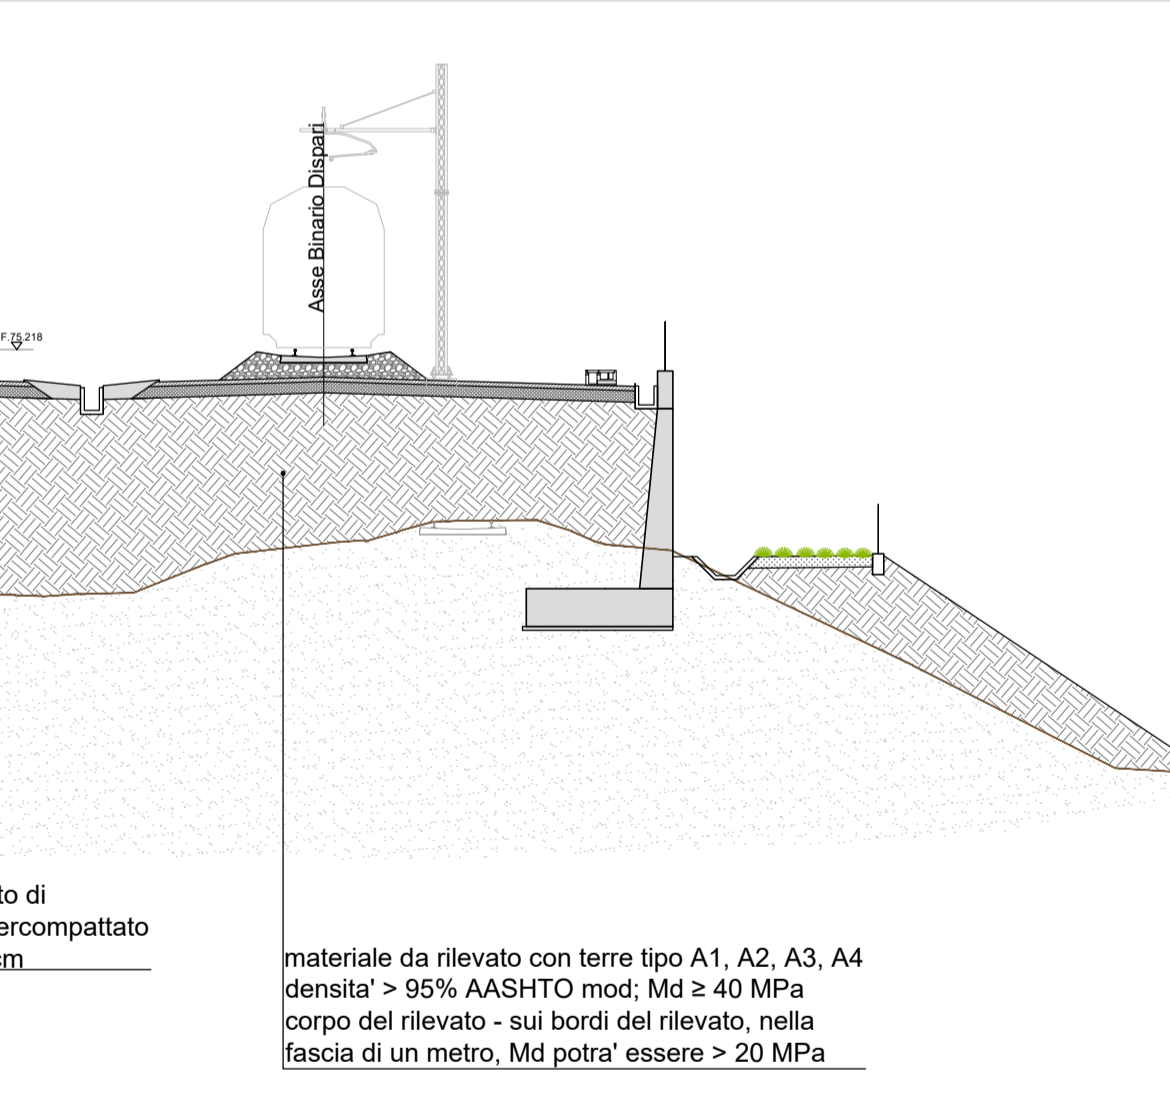 Asse Binario Dispari
F.75.218
to di
ercompattato
cm
materiale da rilevato con terre tipo A1, A2, A3, A4
densita' > 95% AASHTO mod; Md ≥ 40 MPa
corpo del rilevato - sui bordi del rilevato, nella
fascia di un metro, Md potra' essere > 20 MPa